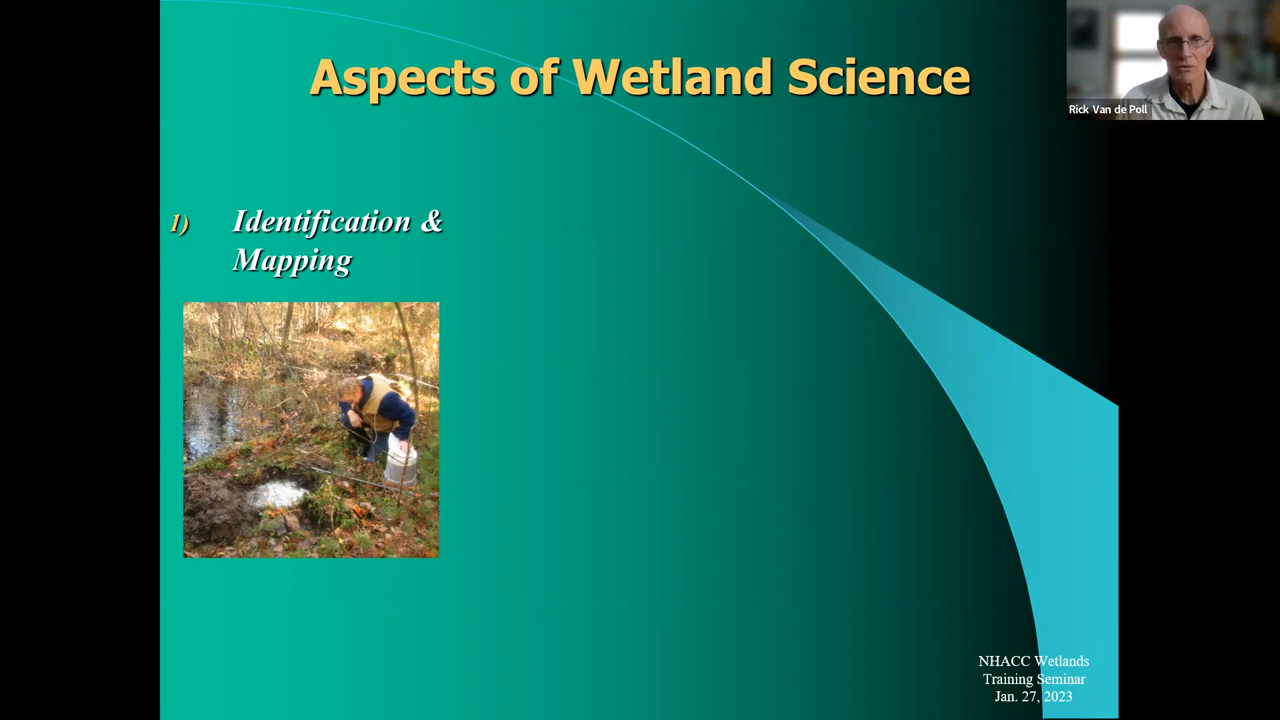 Aspects of Wetland Science
Rick Van de Poll
1) Identification &
Mapping
NHACC Wetlands
Training Seminar
Jan. 27, 2023